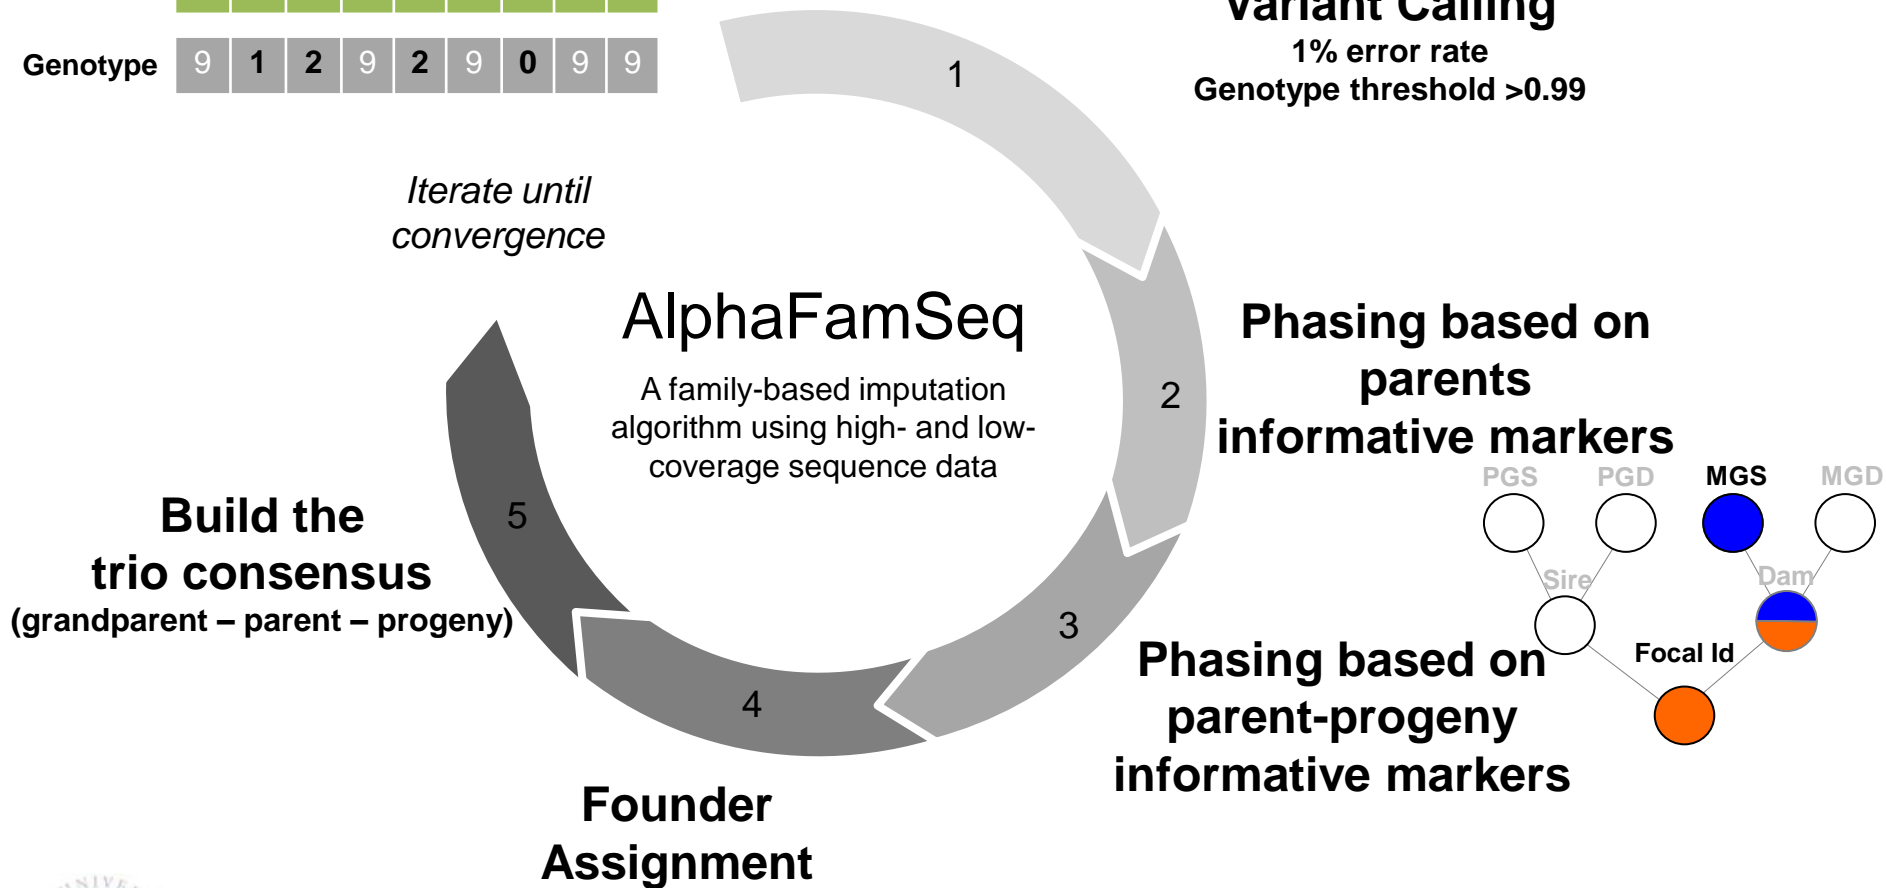 Variant Calling
1% error rate
Genotype threshold >0.99
Genotype 9 1 2 9 2 9 0 9 9
1
Iterate until
convergence
AlphaFamSeq
A family-based imputation
algorithm using high- and low-
coverage sequence data
2
Phasing based on
parents
informative markers
PGS PGD MGS MGD
Sire Dam
Focal Id
3
Phasing based on
parent-progeny
informative markers
4
Founder
Assignment
5
Build the
trio consensus
(grandparent – parent – progeny)